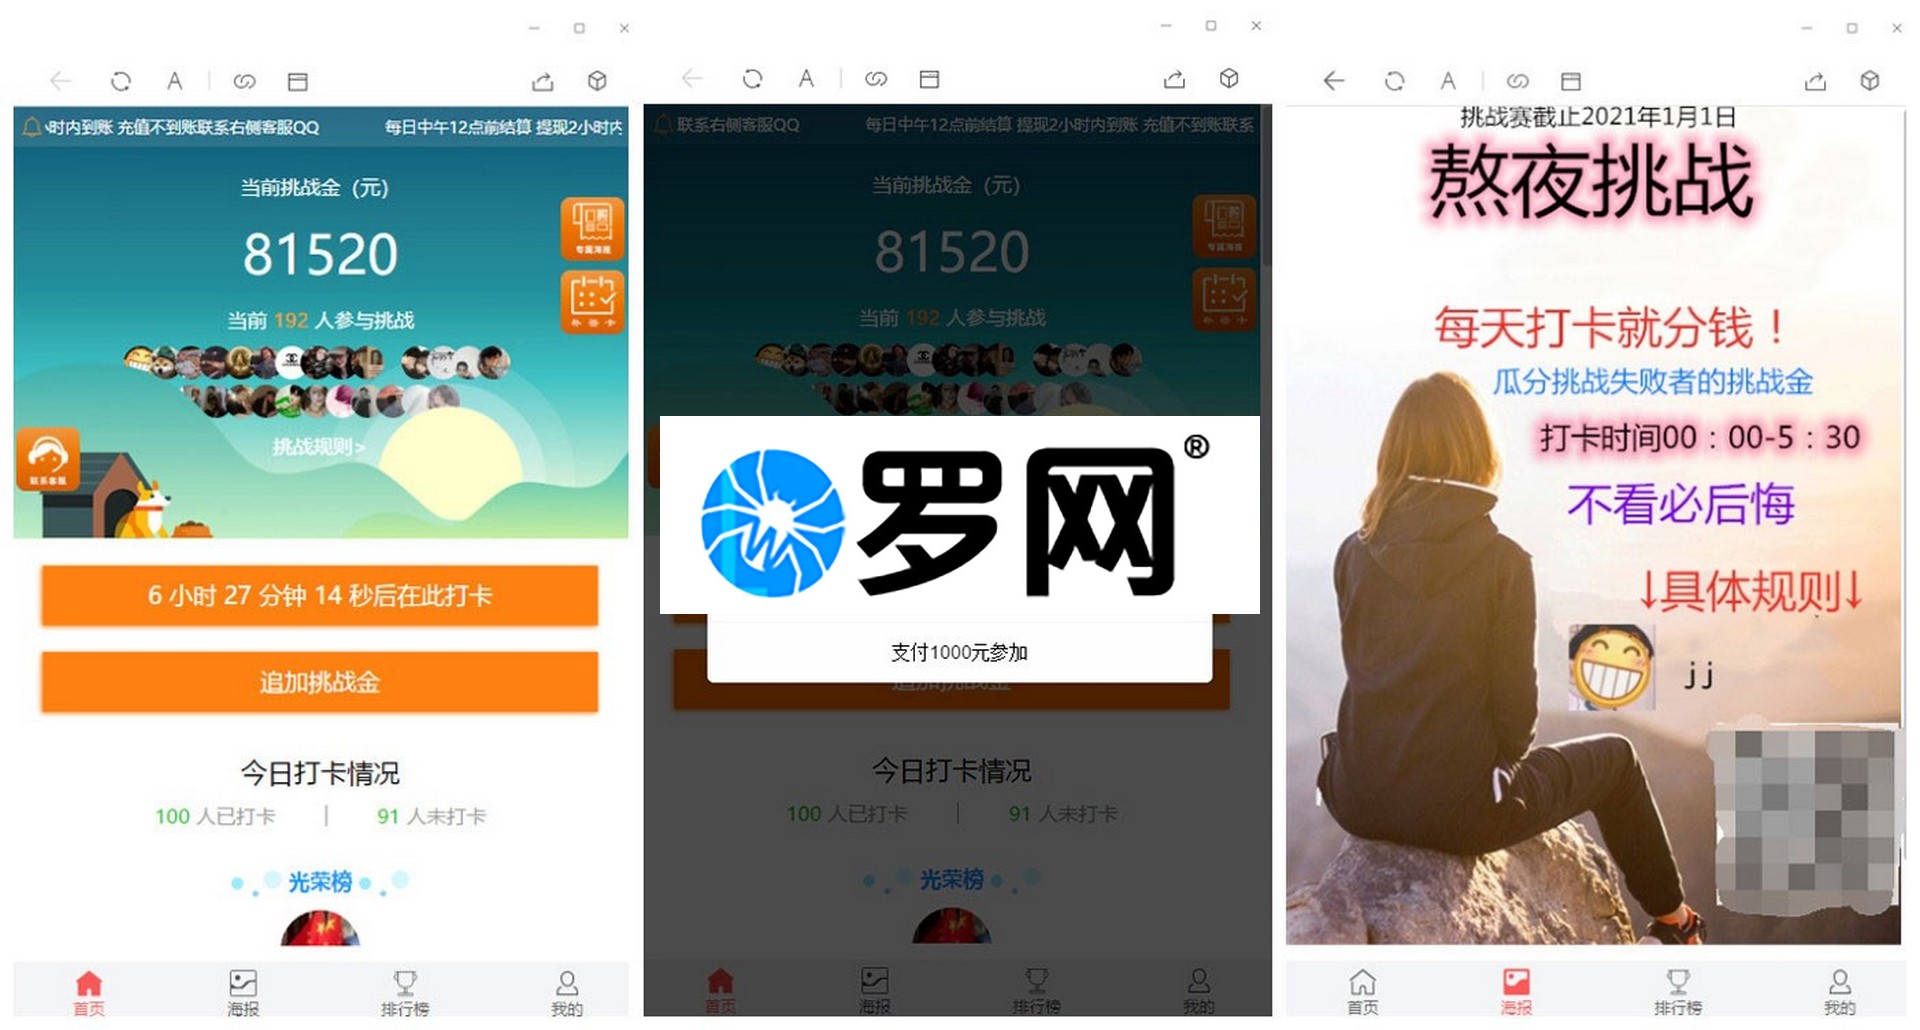 时内到账 充值不到账联系右侧客服QQ
每日中午12点前结算 提现2小时内
当前挑战金 (元)
81520
专属海报
当前 192 人参与挑战
挑战规则>
联系客服
6 小时 27 分钟 14 秒后在此打卡
追加挑战金
今日打卡情况
100 人已打卡 | 91 人未打卡
光荣榜
首页
海报
排行榜
我的
联系右侧客服QQ
每日中午12点前结算 提现2小时内到账 充值不到账联系
当前挑战金 (元)
81520
专属海报
当前 192 人参与挑战
罗网®
支付1000元参加
追加挑战金
今日打卡情况
100 人已打卡 | 91 人未打卡
光荣榜
首页
海报
排行榜
我的
挑战赛截止2021年1月1日
熬夜挑战
每天打卡就分钱！
瓜分挑战失败者的挑战金
打卡时间00：00-5：30
不看必后悔
↓具体规则↓
jj
首页
海报
排行榜
我的